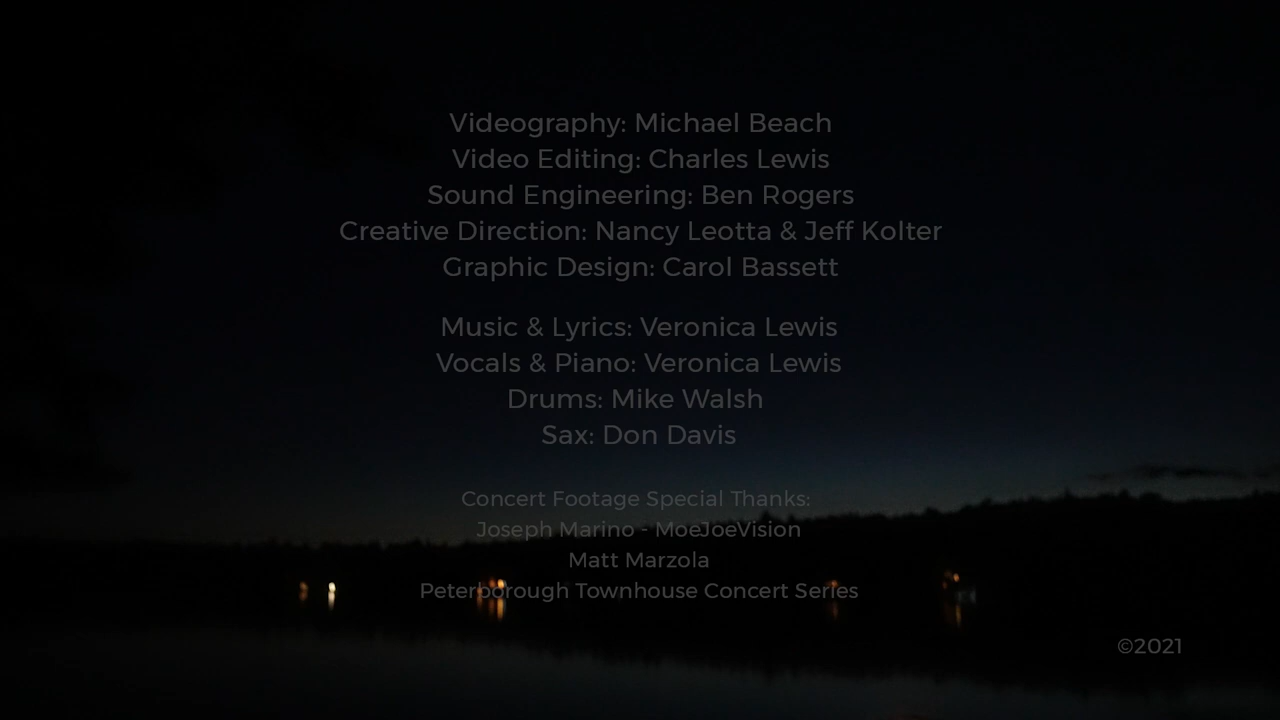 Videography: Michael Beach
Video Editing: Charles Lewis
Sound Engineering: Ben Rogers
Creative Direction: Nancy Leotta & Jeff Kolter
Graphic Design: Carol Bassett
Music & Lyrics: Veronica Lewis
Vocals & Piano: Veronica Lewis
Drums: Mike Walsh
Sax: Don Davis
Concert Footage Special Thanks:
Joseph Marino - MoeJoeVision
Matt Marzola
Peterborough Townhouse Concert Series
©2021